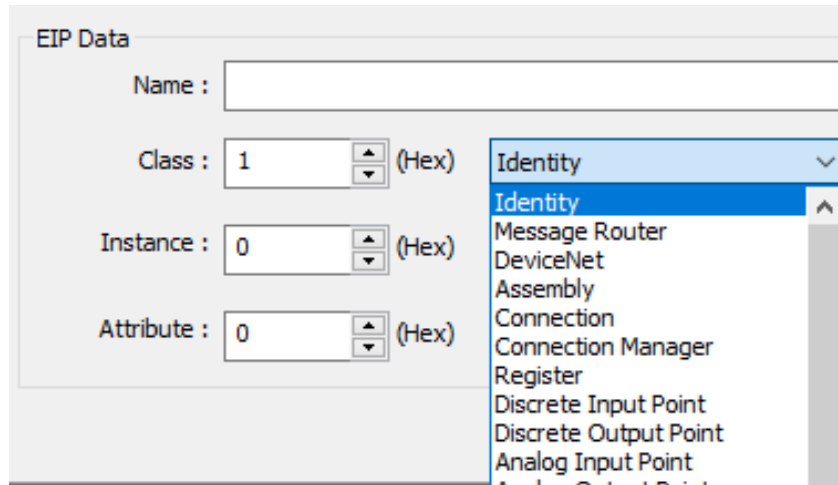 EIP Data
Name :
Class : 1 (Hex) Identity
Identity
Message Router
Instance : 0 (Hex)
DeviceNet
Assembly
Connection
Attribute : 0 (Hex)
Connection Manager
Register
Discrete Input Point
Discrete Output Point
Analog Input Point